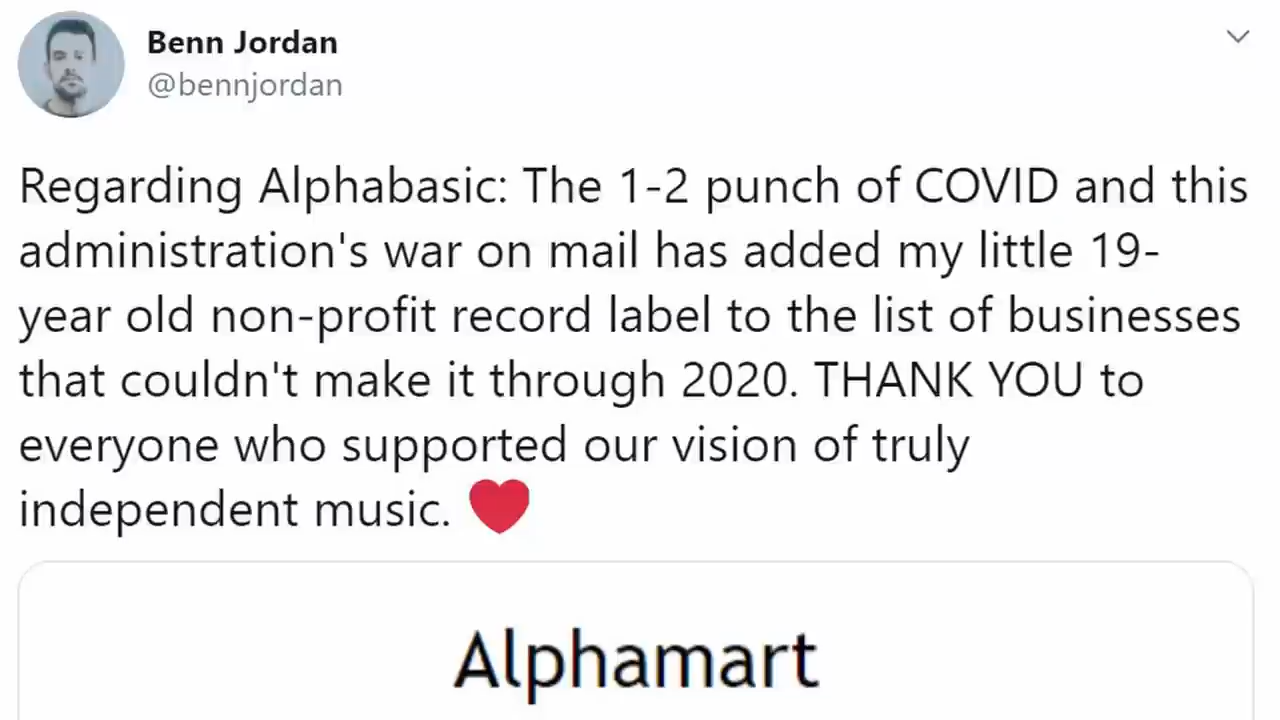 Benn Jordan
@bennjordan
Regarding Alphabasic: The 1-2 punch of COVID and this
administration's war on mail has added my little 19-
year old non-profit record label to the list of businesses
that couldn't make it through 2020. THANK YOU to
everyone who supported our vision of truly
independent music. ❤️
Alphamart